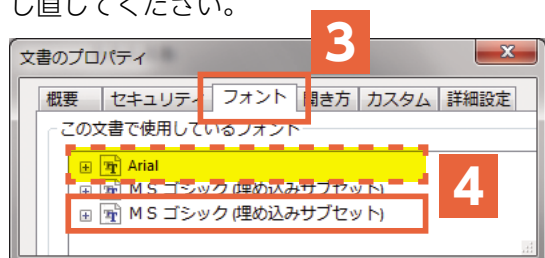 し直してください。
3
文書のプロパティ
概要 セキュリティ フォント 開き方 カスタム 詳細設定
この文書で使用しているフォント
Arial
4
ＭＳ ゴシック (埋め込みサブセット)
ＭＳ ゴシック (埋め込みサブセット)